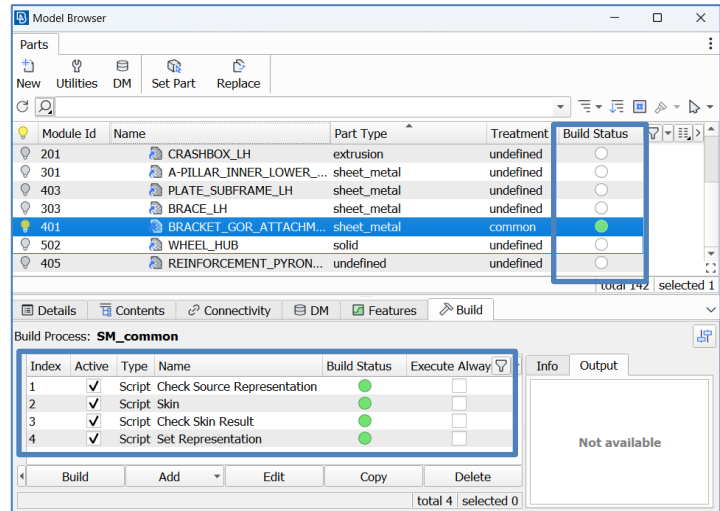 Model Browser
Parts
New Utilities DM Set Part Replace
Module Id Name Part Type Treatment Build Status
201 CRASHBOX_LH extrusion undefined
301 A-PILLAR_INNER_LOWER_... sheet_metal undefined
403 PLATE_SUBFRAME_LH sheet_metal undefined
303 BRACE_LH sheet_metal undefined
401 BRACKET_GOR_ATTACHM... sheet_metal common
502 WHEEL_HUB solid undefined
405 REINFORCEMENT_PYRON... undefined undefined
total 142 selected 1
Details Contents Connectivity DM Features Build
Build Process: SM_common
Index Active Type Name Build Status Execute Alway Info Output
1 Script Check Source Representation
2 Script Skin
3 Script Check Skin Result
4 Script Set Representation
Not available
Build Add Edit Copy Delete
total 4 selected 0